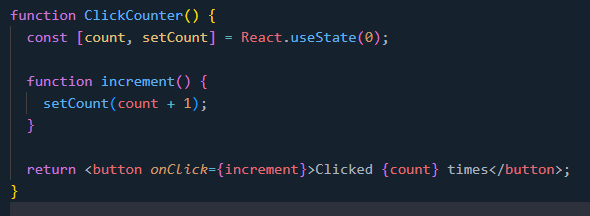 function ClickCounter() {
  const [count, setCount] = React.useState(0);

  function increment() {
    setCount(count + 1);
  }

  return <button onClick={increment}>Clicked {count} times</button>;
}